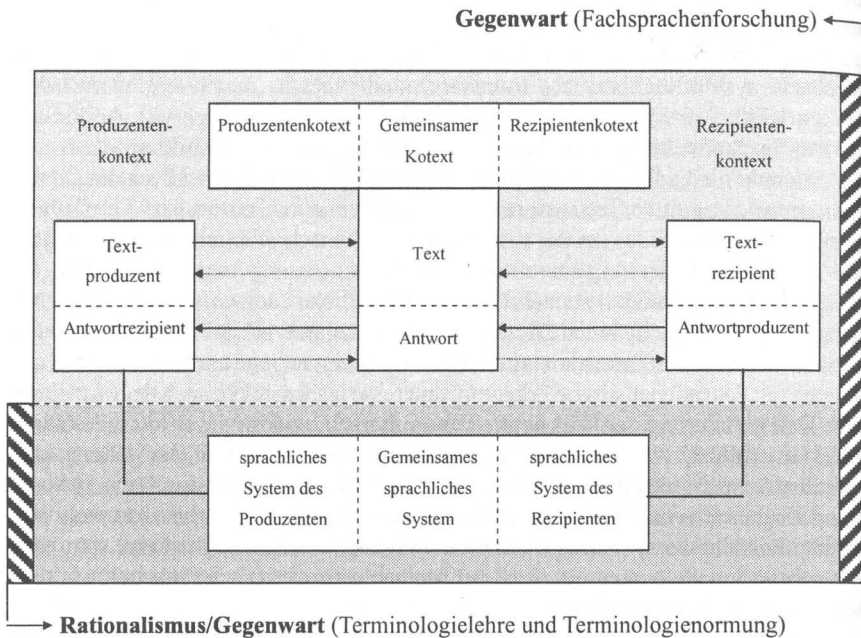 Gegenwart (Fachsprachenforschung)
Produzenten-
kontext
Produzentenkotext
Gemeinsamer
Kotext
Rezipientenkotext
Rezipienten-
kontext
Text-
produzent
Text
Text-
rezipient
Antwortrezipient
Antwort
Antwortproduzent
sprachliches
System des
Produzenten
Gemeinsames
sprachliches
System
sprachliches
System des
Rezipienten
Rationalismus/Gegenwart (Terminologielehre und Terminologienormung)